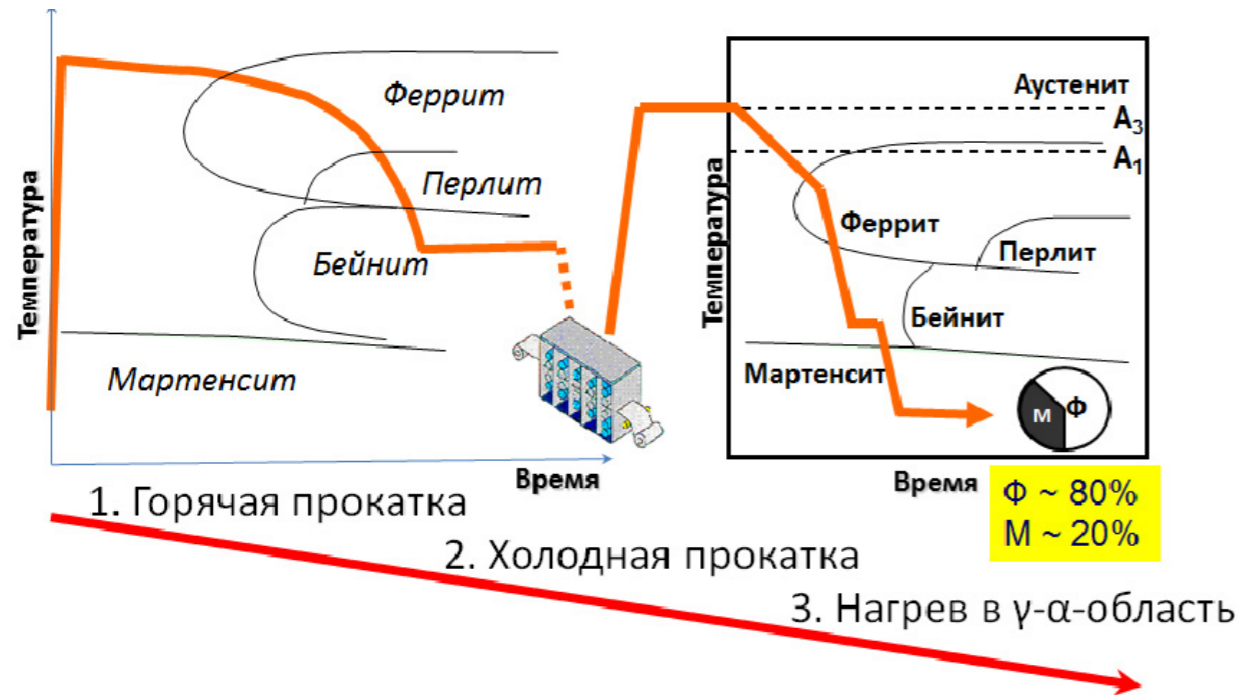 Температура
Феррит
Перлит
Бейнит
Мартенсит
Время
Температура
Аустенит
A3
A1
Феррит
Перлит
Бейнит
Мартенсит
М
Ф
Время
Ф ~ 80%
М ~ 20%
1. Горячая прокатка
2. Холодная прокатка
3. Нагрев в γ-α-область